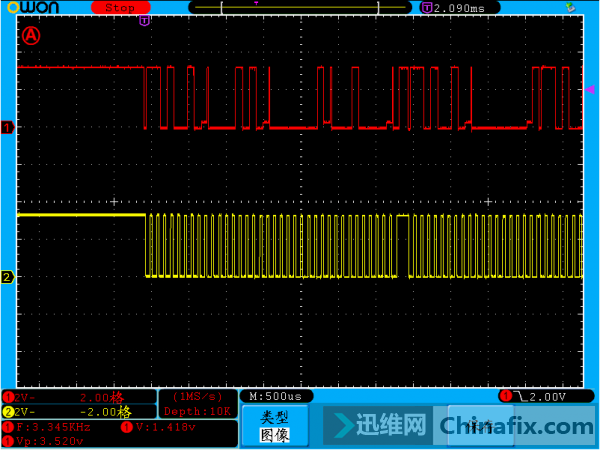 OWON Stop T 2.090ms
T
A
1
2
1 2V~ 2.00格 (1MS/s) M:500us 1 2.00V
2 2V~ -2.00格 Depth:10K
1 F:3.345KHz 1 V:1.418v
1 Vp:3.520v
类型
图像
迅维网 Chinafix.com